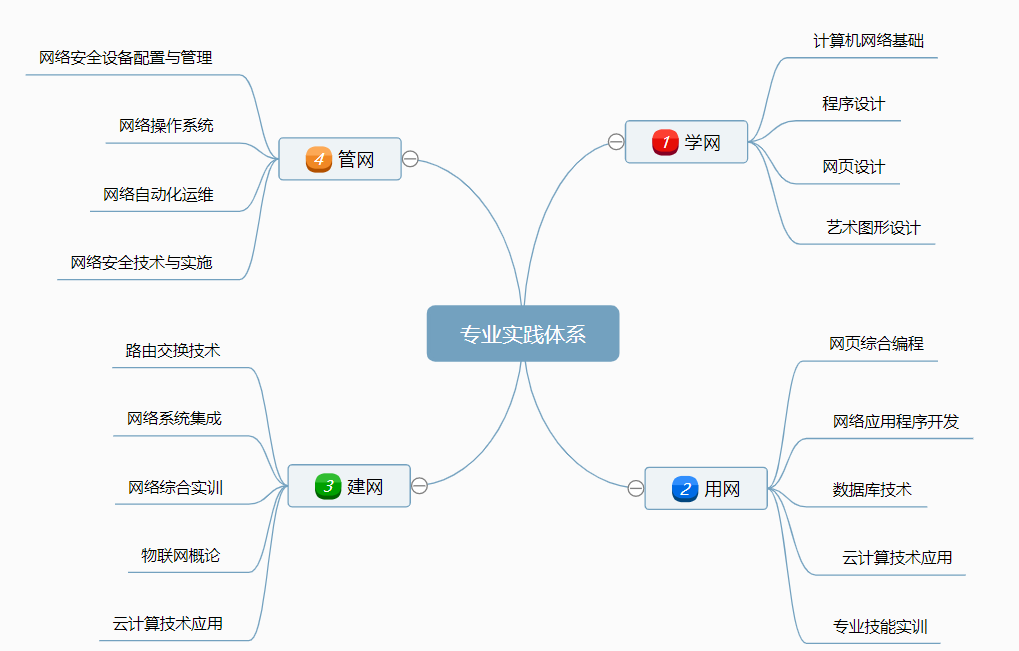 专业实践体系
1 学网
计算机网络基础
程序设计
网页设计
艺术图形设计
2 用网
网页综合编程
网络应用程序开发
数据库技术
云计算技术应用
专业技能实训
3 建网
路由交换技术
网络系统集成
网络综合实训
物联网概论
云计算技术应用
4 管网
网络安全设备配置与管理
网络操作系统
网络自动化运维
网络安全技术与实施